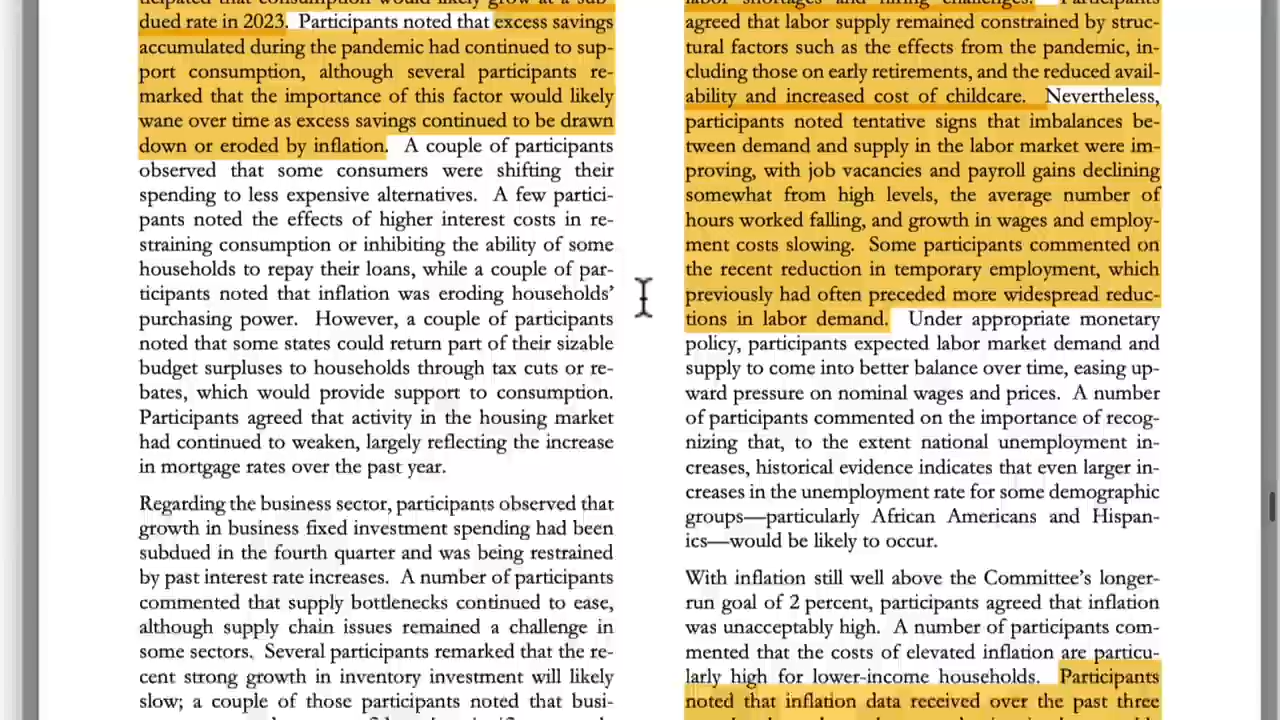 dued rate in 2023. Participants noted that excess savings
accumulated during the pandemic had continued to sup-
port consumption, although several participants re-
marked that the importance of this factor would likely
wane over time as excess savings continued to be drawn
down or eroded by inflation. A couple of participants
observed that some consumers were shifting their
spending to less expensive alternatives. A few partici-
pants noted the effects of higher interest costs in re-
straining consumption or inhibiting the ability of some
households to repay their loans, while a couple of par-
ticipants noted that inflation was eroding households’
purchasing power. However, a couple of participants
noted that some states could return part of their sizable
budget surpluses to households through tax cuts or re-
bates, which would provide support to consumption.
Participants agreed that activity in the housing market
had continued to weaken, largely reflecting the increase
in mortgage rates over the past year.
Regarding the business sector, participants observed that
growth in business fixed investment spending had been
subdued in the fourth quarter and was being restrained
by past interest rate increases. A number of participants
commented that supply bottlenecks continued to ease,
although supply chain issues remained a challenge in
some sectors. Several participants remarked that the re-
cent strong growth in inventory investment will likely
slow; a couple of those participants noted that busi-
agreed that labor supply remained constrained by struc-
tural factors such as the effects from the pandemic, in-
cluding those on early retirements, and the reduced avail-
ability and increased cost of childcare. Nevertheless,
participants noted tentative signs that imbalances be-
tween demand and supply in the labor market were im-
proving, with job vacancies and payroll gains declining
somewhat from high levels, the average number of
hours worked falling, and growth in wages and employ-
ment costs slowing. Some participants commented on
the recent reduction in temporary employment, which
previously had often preceded more widespread reduc-
tions in labor demand. Under appropriate monetary
policy, participants expected labor market demand and
supply to come into better balance over time, easing up-
ward pressure on nominal wages and prices. A number
of participants commented on the importance of recog-
nizing that, to the extent national unemployment in-
creases, historical evidence indicates that even larger in-
creases in the unemployment rate for some demographic
groups—particularly African Americans and Hispan-
ics—would be likely to occur.
With inflation still well above the Committee’s longer-
run goal of 2 percent, participants agreed that inflation
was unacceptably high. A number of participants com-
mented that the costs of elevated inflation are particu-
larly high for lower-income households. Participants
noted that inflation data received over the past three